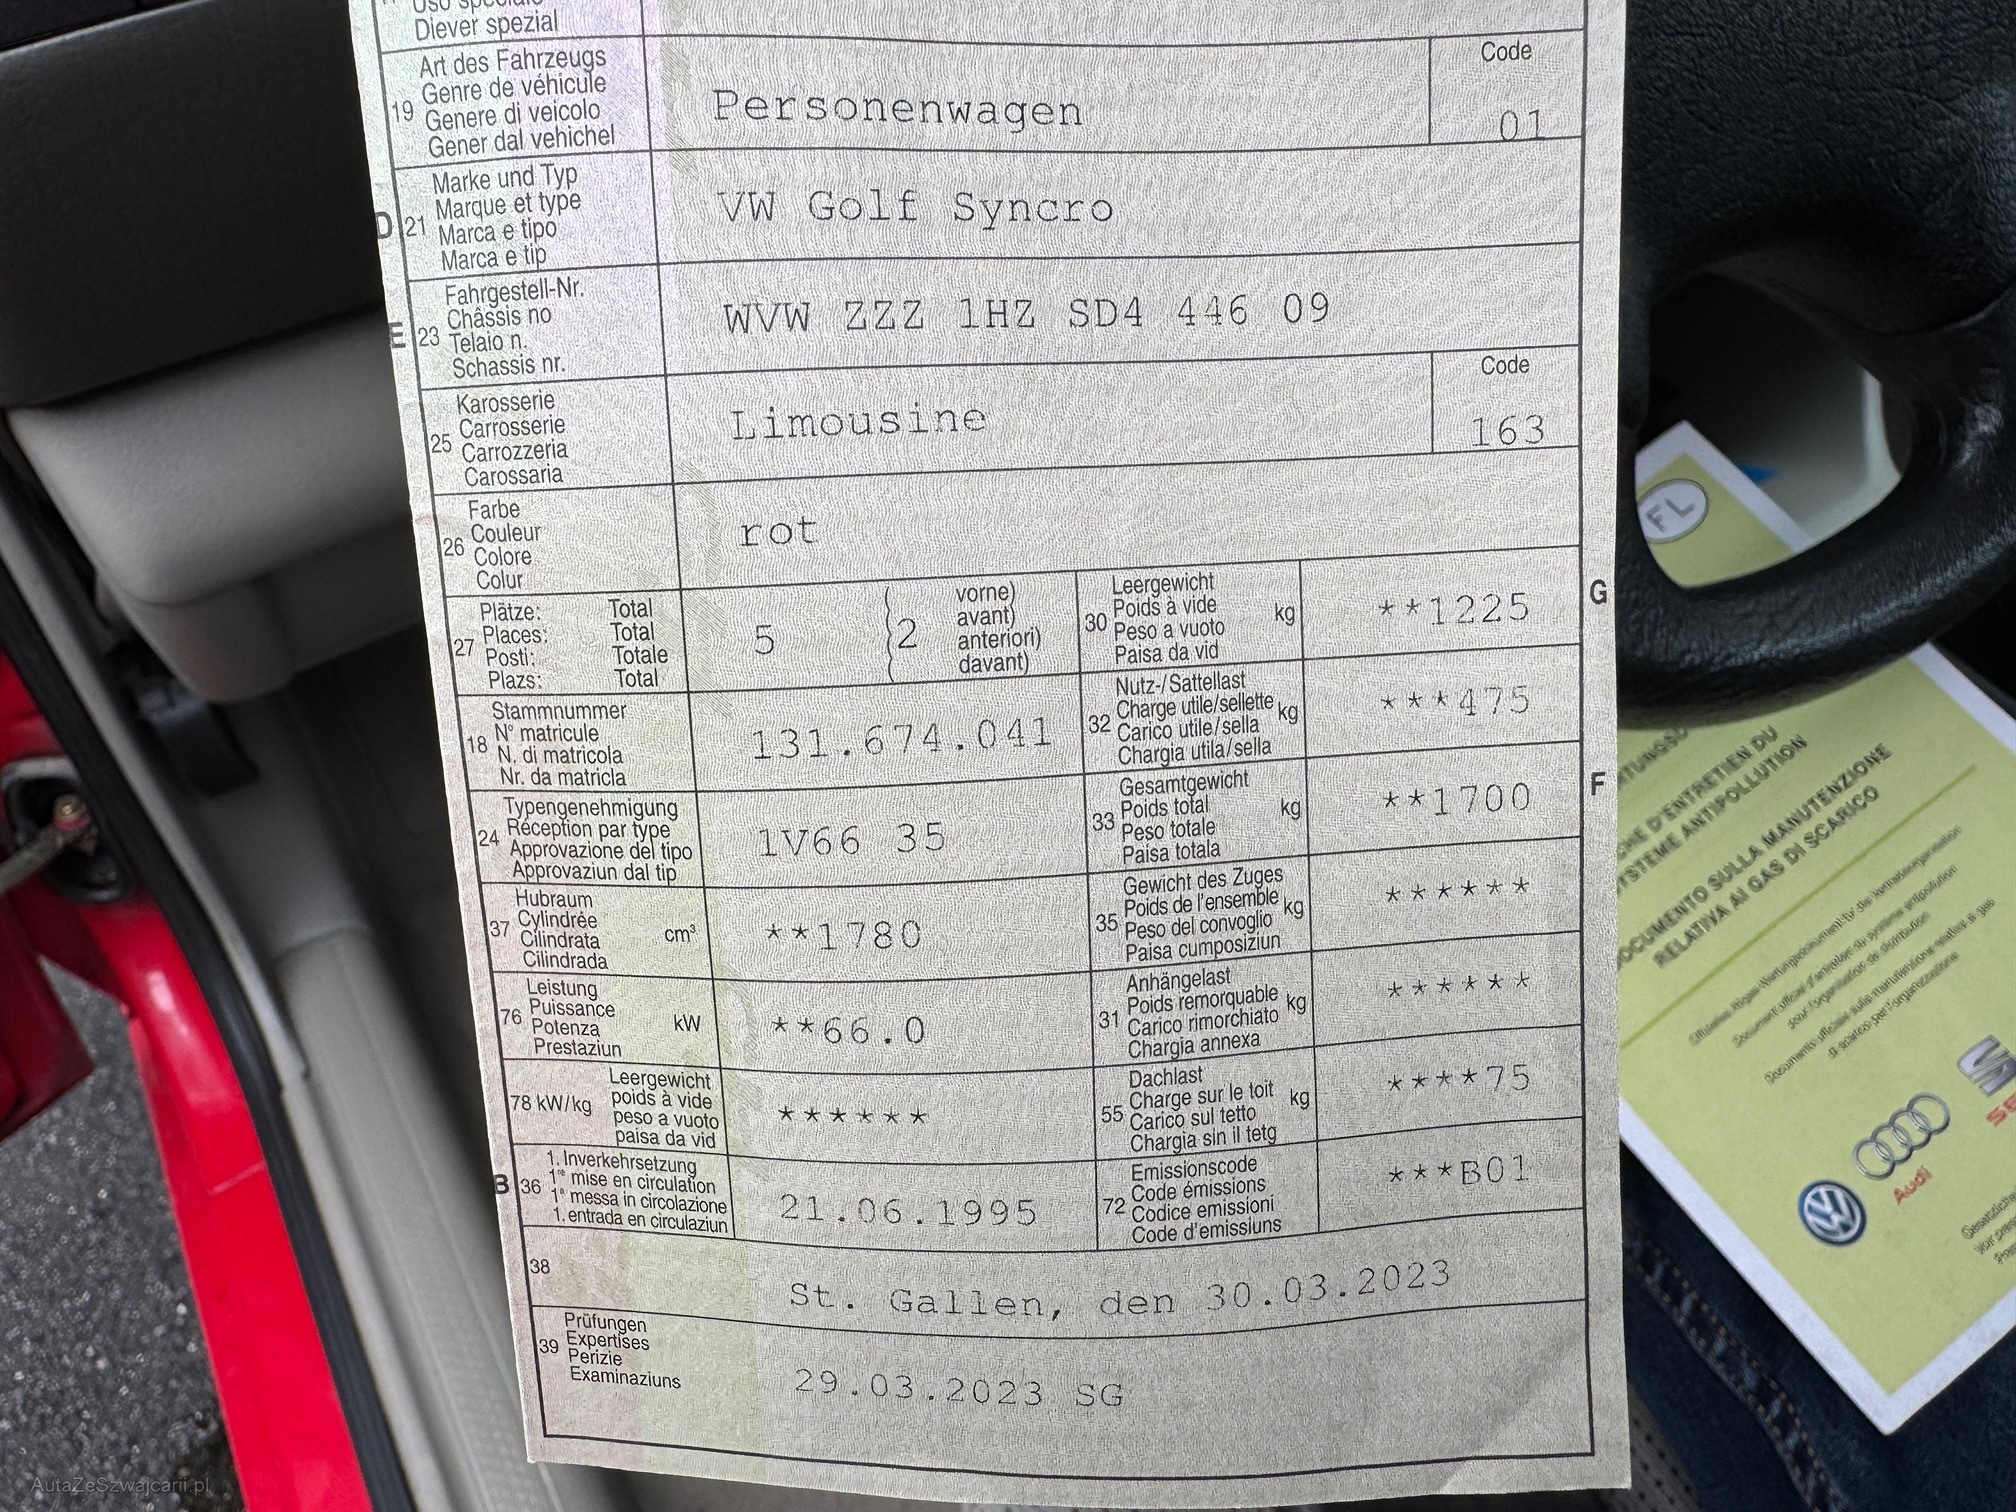 Uso speciale
Diever spezial
19
Art des Fahrzeugs
Genre de véhicule
Genere di veicolo
Gener dal vehichel
Personenwagen
Code
01
D 21
Marke und Typ
Marque et type
Marca e tipo
Marca e tip
VW Golf Syncro
E 23
Fahrgestell-Nr.
Châssis no
Telaio n.
Schassis nr.
WVW ZZZ 1HZ SD4 446 09
25
Karosserie
Carrosserie
Carrozzeria
Carossaria
Limousine
Code
163
26
Farbe
Couleur
Colore
Colur
rot
27
Plätze: Total
Places: Total
Posti: Totale
Plazs: Total
5
2
vorne)
avant)
anteriori)
davant)
30
Leergewicht
Poids à vide
Peso a vuoto
Paisa da vid
kg
**1225
G
18
Stammnummer
N° matricule
N. di matricola
Nr. da matricla
131.674.041
32
Nutz-/Sattellast
Charge utile/sellette
Carico utile/sella
Chargia utila/sella
kg
***475
24
Typengenehmigung
Réception par type
Approvazione del tipo
Approvaziun dal tip
1V66 35
33
Gesamtgewicht
Poids total
Peso totale
Paisa totala
kg
**1700
F
37
Hubraum
Cylindrée
Cilindrata
Cilindrada
cm³
**1780
35
Gewicht des Zuges
Poids de l'ensemble
Peso del convoglio
Paisa cumposiziun
kg
******
76
Leistung
Puissance
Potenza
Prestaziun
kW
**66.0
31
Anhängelast
Poids remorquable
Carico rimorchiato
Chargia annexa
kg
******
78 kW/kg
Leergewicht
poids à vide
peso a vuoto
paisa da vid
******
55
Dachlast
Charge sur le toit
Carico sul tetto
Chargia sin il tetg
kg
****75
B 36
1. Inverkehrsetzung
1re mise en circulation
1a messa in circolazione
1. entrada en circulaziun
21.06.1995
72
Emissionscode
Code émissions
Codice emissioni
Code d'emissiuns
***B01
38
St. Gallen, den 30.03.2023
39
Prüfungen
Expertises
Perizie
Examinaziuns
29.03.2023 SG
FL
D'ENTRETIEN DU
SYSTEME ANTIPOLLUTION
DOCUMENTO SULLA MANUTENZIONE
RELATIVA AI GAS DI SCARICO
Audi
AutaZeSzwajcarii.pl